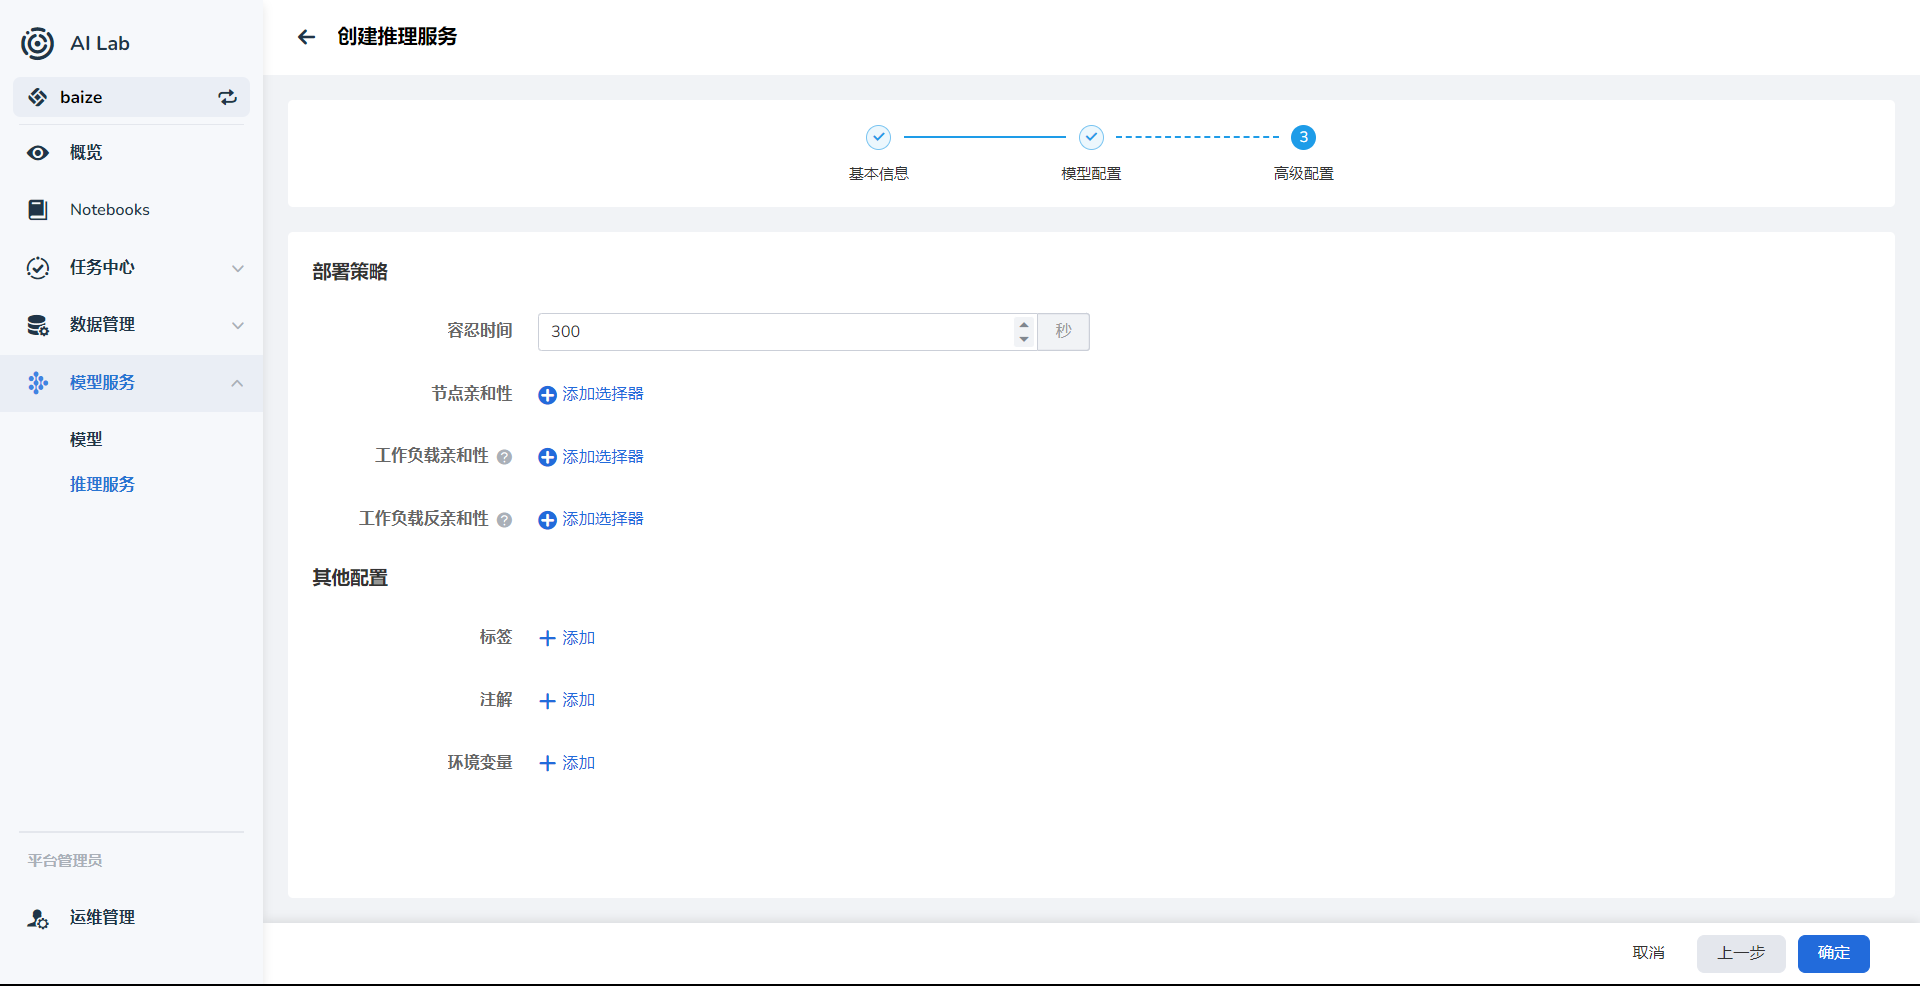 AI Lab
baize
概览
Notebooks
任务中心
数据管理
模型服务
模型
推理服务
平台管理员
运维管理
创建推理服务
3
基本信息
模型配置
高级配置
部署策略
容忍时间 300 秒
节点亲和性 添加选择器
工作负载亲和性 ? 添加选择器
工作负载反亲和性 ? 添加选择器
其他配置
标签 添加
注解 添加
环境变量 添加
取消 上一步 确定